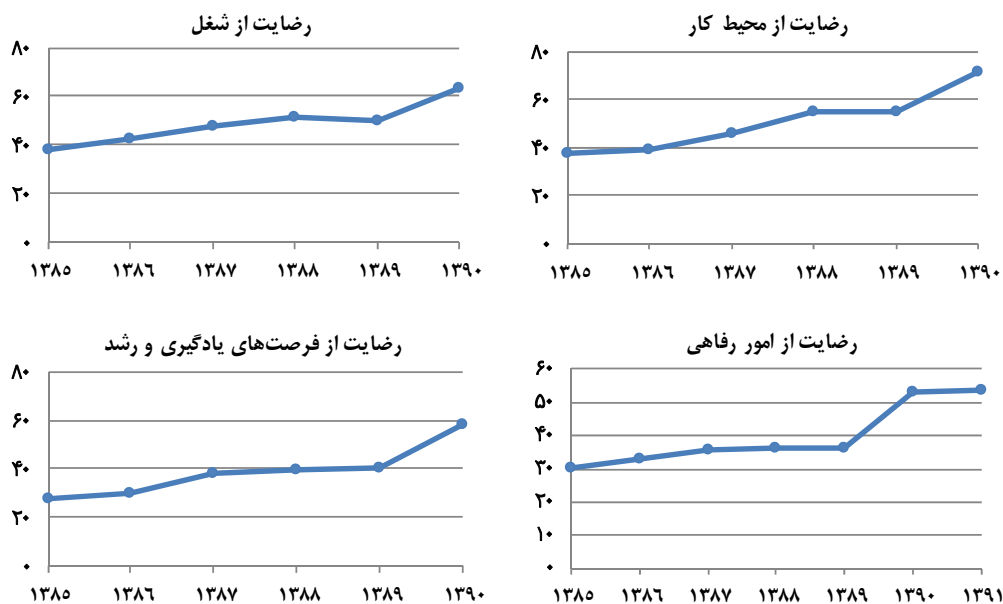 رضایت از محیط کار
۸۰
۶۰
۴۰
۲۰
۰
۱۳۸۵ ۱۳۸۶ ۱۳۸۷ ۱۳۸۸ ۱۳۸۹ ۱۳۹۰
رضایت از شغل
۸۰
۶۰
۴۰
۲۰
۰
۱۳۸۵ ۱۳۸۶ ۱۳۸۷ ۱۳۸۸ ۱۳۸۹ ۱۳۹۰
رضایت از امور رفاهی
۶۰
۵۰
۴۰
۳۰
۲۰
۱۰
۰
۱۳۸۵ ۱۳۸۶ ۱۳۸۷ ۱۳۸۸ ۱۳۸۹ ۱۳۹۰ ۱۳۹۱
رضایت از فرصت‌های یادگیری و رشد
۸۰
۶۰
۴۰
۲۰
۰
۱۳۸۵ ۱۳۸۶ ۱۳۸۷ ۱۳۸۸ ۱۳۸۹ ۱۳۹۰